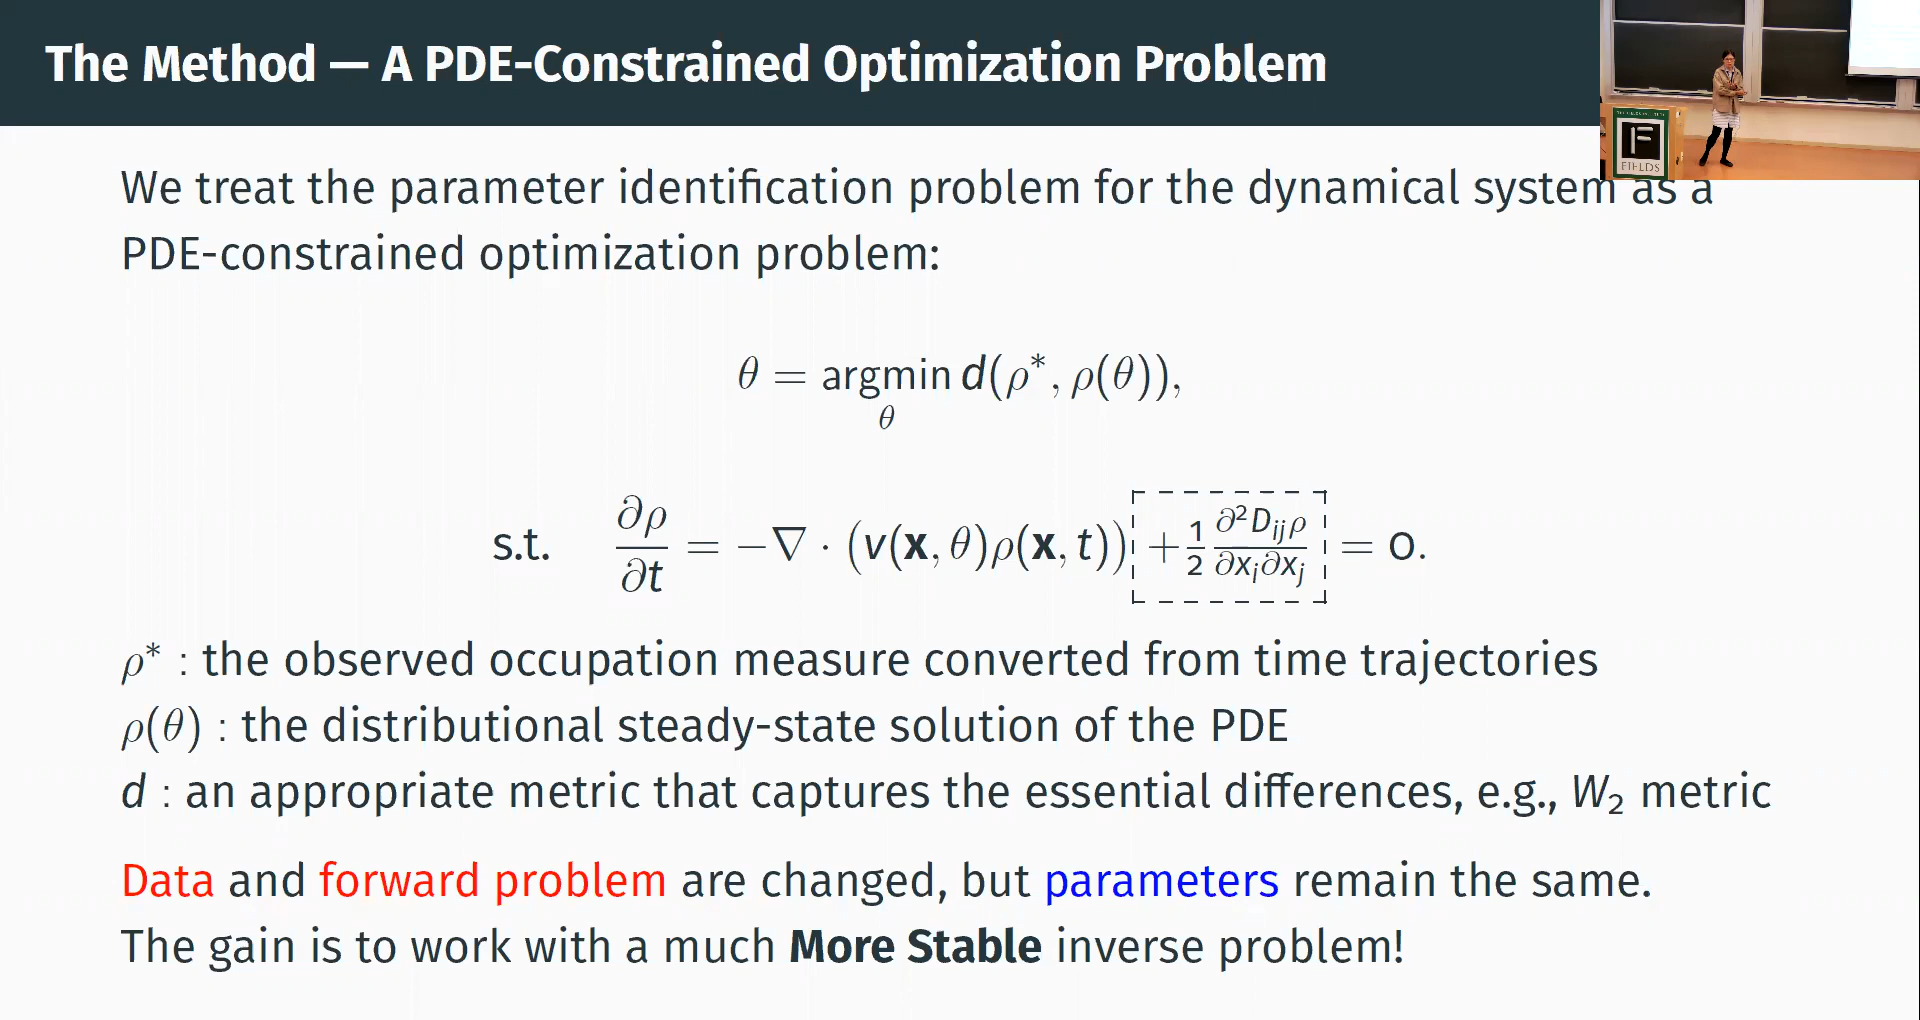 The Method — A PDE-Constrained Optimization Problem
We treat the parameter identification problem for the dynamical system as a
PDE-constrained optimization problem:
θ = argmin d(ρ*, ρ(θ)),
θ
s.t. ∂ρ/∂t = −∇ · (v(x, θ)ρ(x, t)) + 1/2 ∂²D_ijρ/∂x_i∂x_j = 0.
ρ* : the observed occupation measure converted from time trajectories
ρ(θ) : the distributional steady-state solution of the PDE
d : an appropriate metric that captures the essential differences, e.g., W₂ metric
Data and forward problem are changed, but parameters remain the same.
The gain is to work with a much More Stable inverse problem!
F
FIELDS